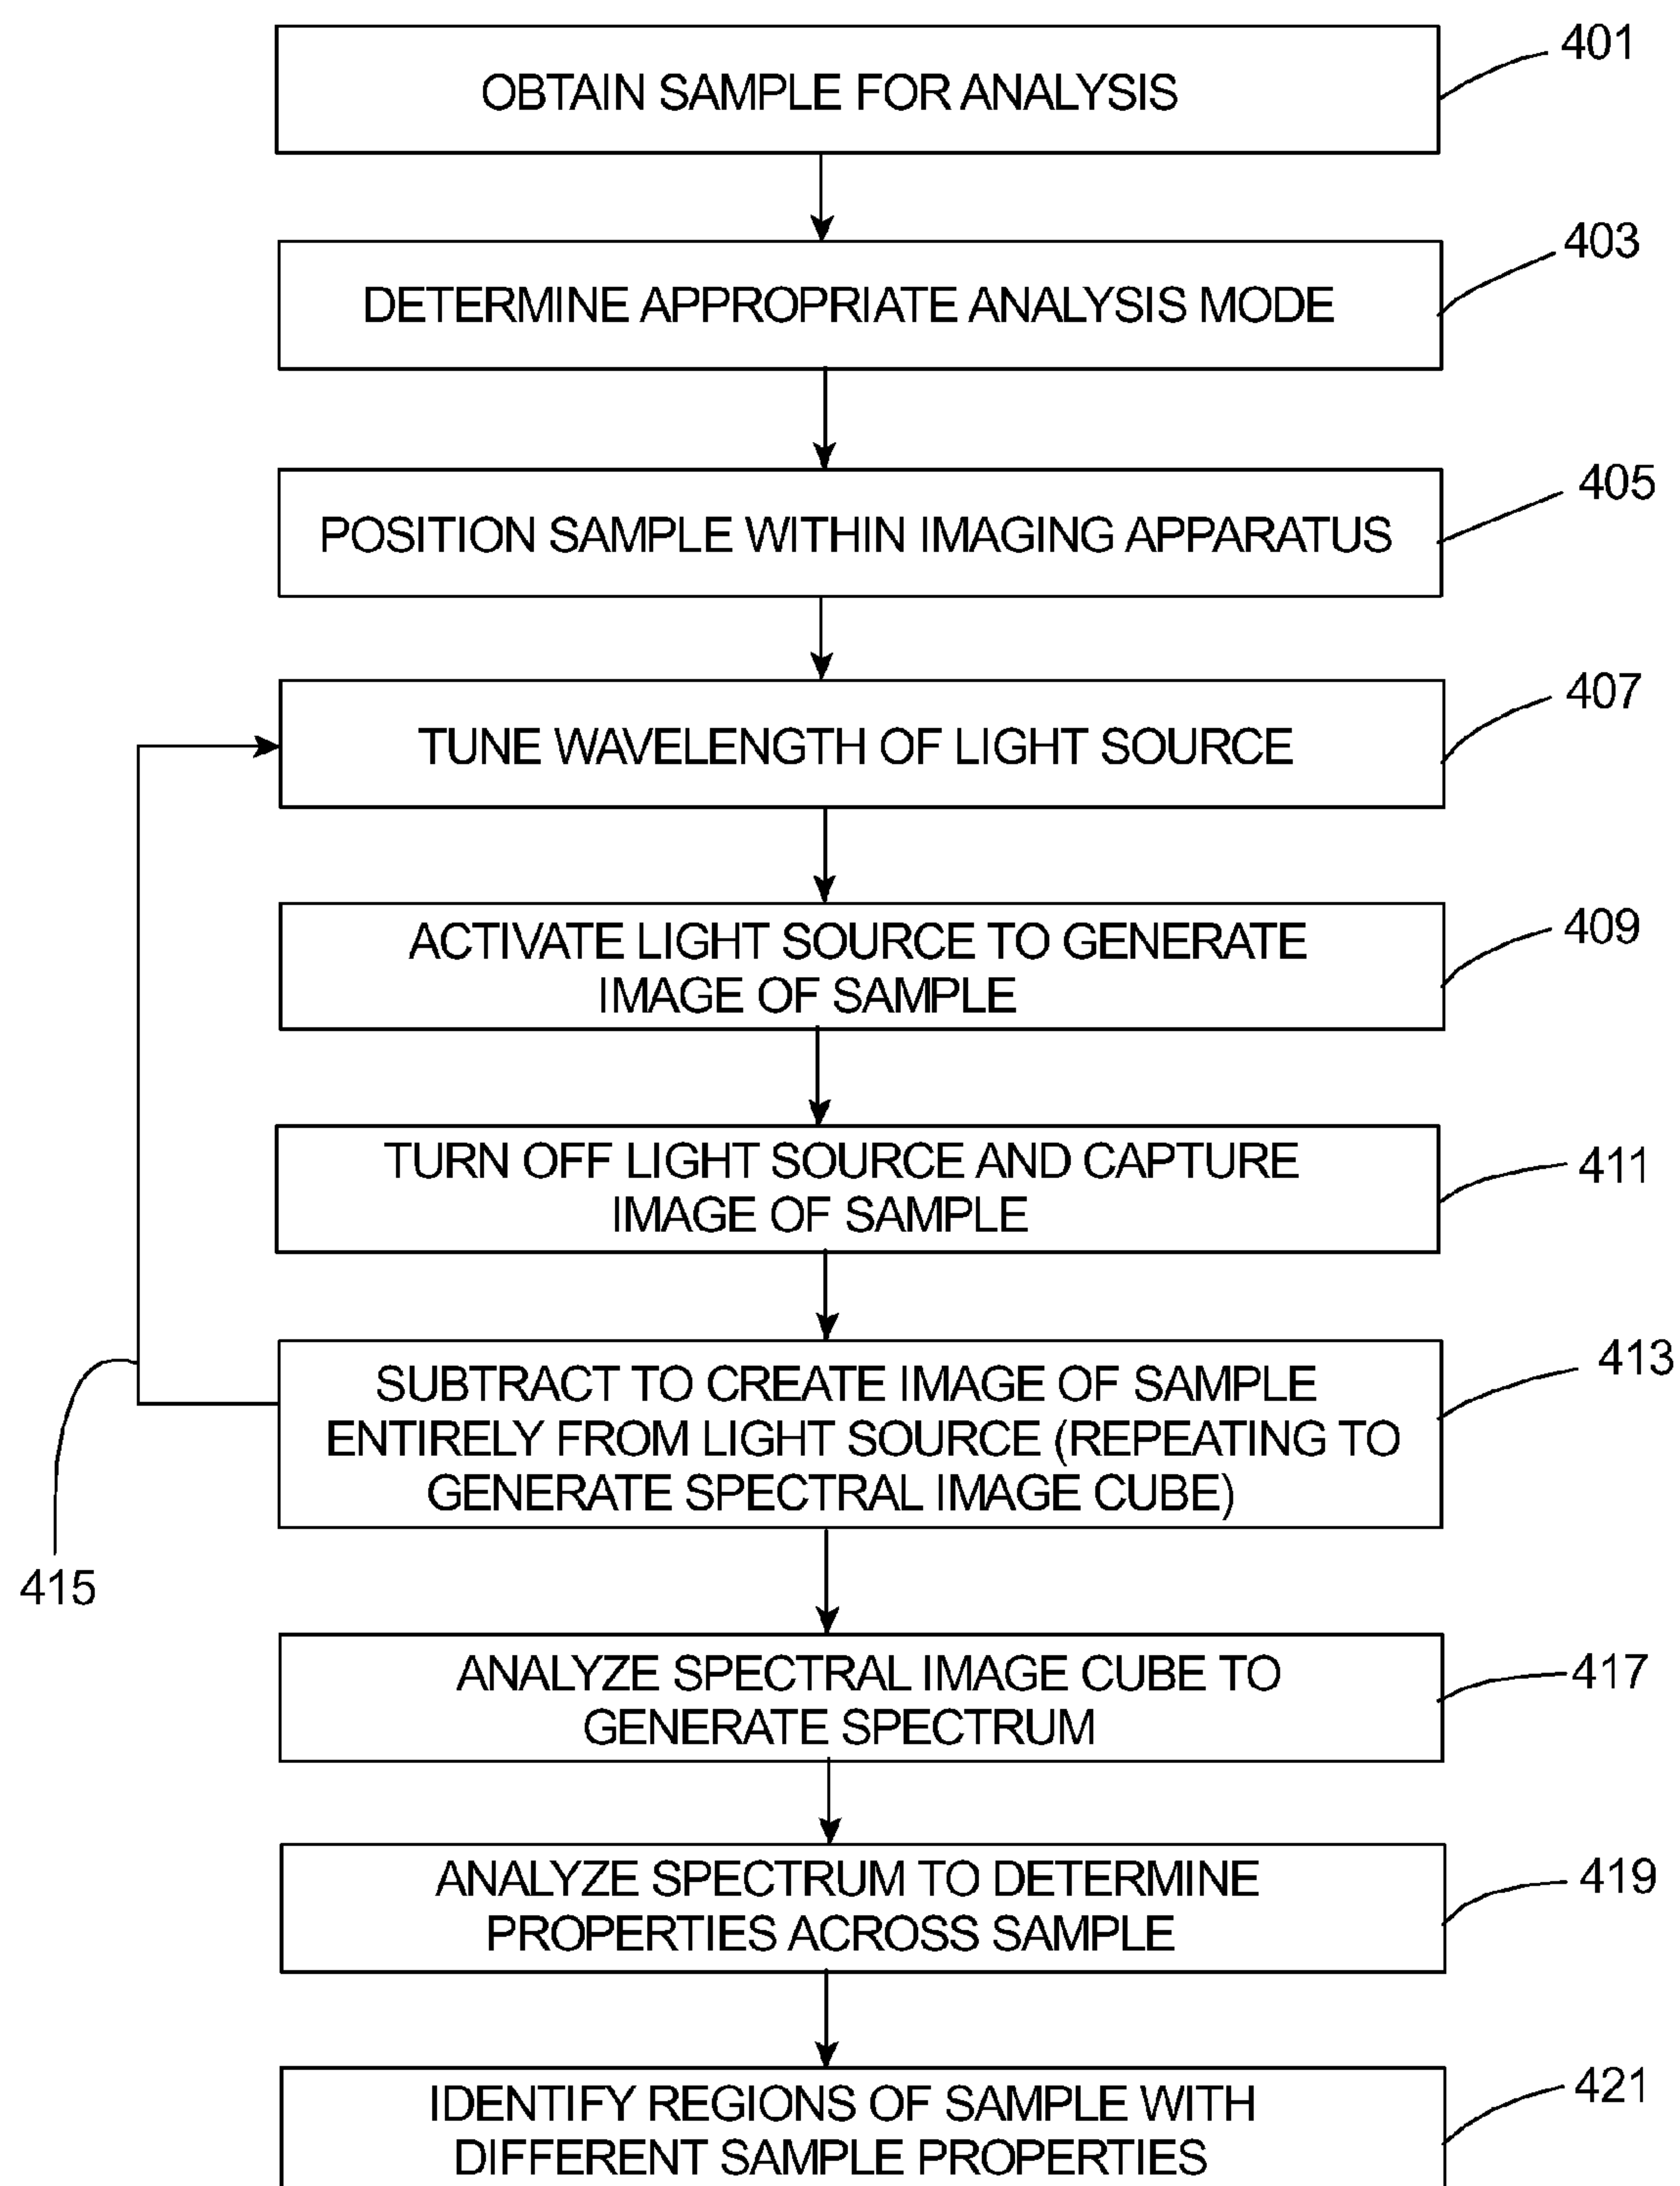 OBTAIN SAMPLE FOR ANALYSIS
401
DETERMINE APPROPRIATE ANALYSIS MODE
403
POSITION SAMPLE WITHIN IMAGING APPARATUS
405
TUNE WAVELENGTH OF LIGHT SOURCE
407
ACTIVATE LIGHT SOURCE TO GENERATE
IMAGE OF SAMPLE
409
TURN OFF LIGHT SOURCE AND CAPTURE
IMAGE OF SAMPLE
411
SUBTRACT TO CREATE IMAGE OF SAMPLE
ENTIRELY FROM LIGHT SOURCE (REPEATING TO
GENERATE SPECTRAL IMAGE CUBE)
413
415
ANALYZE SPECTRAL IMAGE CUBE TO
GENERATE SPECTRUM
417
ANALYZE SPECTRUM TO DETERMINE
PROPERTIES ACROSS SAMPLE
419
IDENTIFY REGIONS OF SAMPLE WITH
DIFFERENT SAMPLE PROPERTIES
421